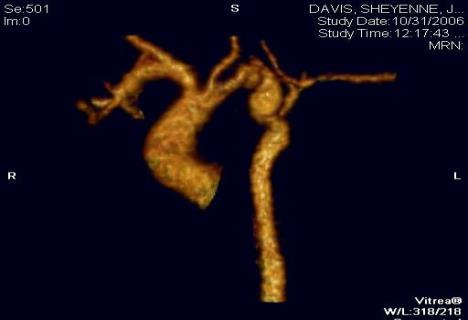 Se:501
Im:0
S
DAVIS, SHEYENNE, J...
Study Date:10/31/2006
Study Time:12:17:43
MRN:
R
L
Vitrea®
W/L:318/218